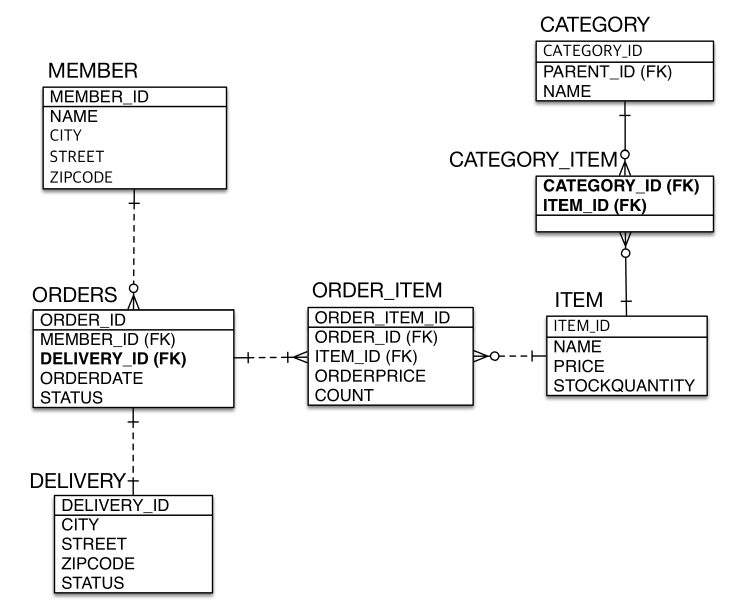 CATEGORY
CATEGORY_ID
PARENT_ID (FK)
NAME
MEMBER
MEMBER_ID
NAME
CITY
STREET
ZIPCODE
CATEGORY_ITEM
CATEGORY_ID (FK)
ITEM_ID (FK)
ORDERS
ORDER_ID
MEMBER_ID (FK)
DELIVERY_ID (FK)
ORDERDATE
STATUS
ORDER_ITEM
ORDER_ITEM_ID
ORDER_ID (FK)
ITEM_ID (FK)
ORDERPRICE
COUNT
ITEM
ITEM_ID
NAME
PRICE
STOCKQUANTITY
DELIVERY
DELIVERY_ID
CITY
STREET
ZIPCODE
STATUS